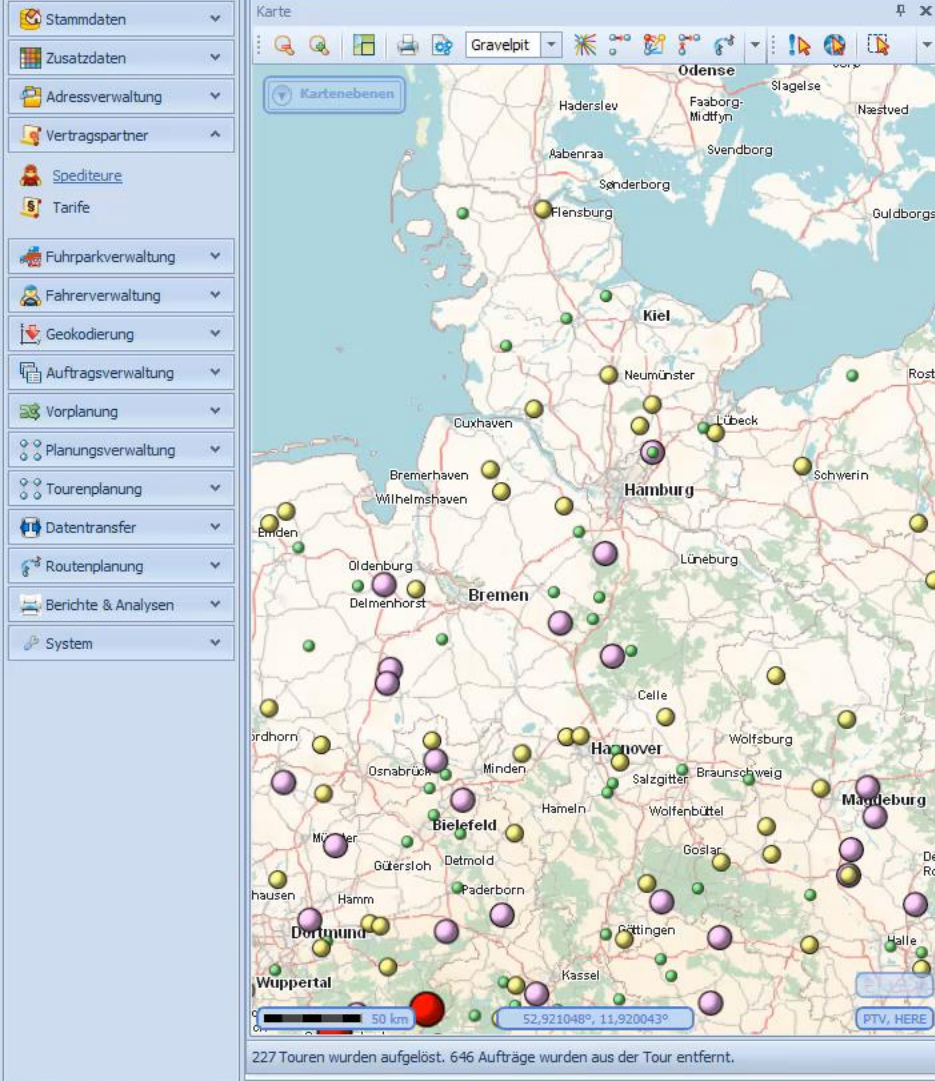 Stammdaten
Zusatzdaten
Adressverwaltung
Vertragspartner
Spediteure
Tarife
Fuhrparkverwaltung
Fahrerverwaltung
Geokodierung
Auftragsverwaltung
Vorplanung
Planungsverwaltung
Tourenplanung
Datentransfer
Routenplanung
Berichte & Analysen
System
Karte
Gravelpit
Kartenebenen
Odense
Slagelse
Haderslev
Faaborg-
Midtfyn
Næstved
Aabenraa
Svendborg
Sønderborg
Flensburg
Guldborgs
Kiel
Neumünster
Rost
Cuxhaven
Lübeck
Bremerhaven
Schwerin
Wilhelmshaven
Hamburg
Emden
Oldenburg
Lüneburg
Delmenhorst
Bremen
Celle
ordhorn
Hannover
Wolfsburg
Osnabrück
Minden
Salzgitter
Braunschweig
Magdeburg
Hameln
Wolfenbüttel
Bielefeld
Münster
Goslar
Gütersloh
Detmold
De
Ro
hausen
Hamm
Paderborn
Dortmund
Göttingen
Halle
Kassel
Wuppertal
50 km
52,921048°, 11,920043°
PTV, HERE
227 Touren wurden aufgelöst. 646 Aufträge wurden aus der Tour entfernt.